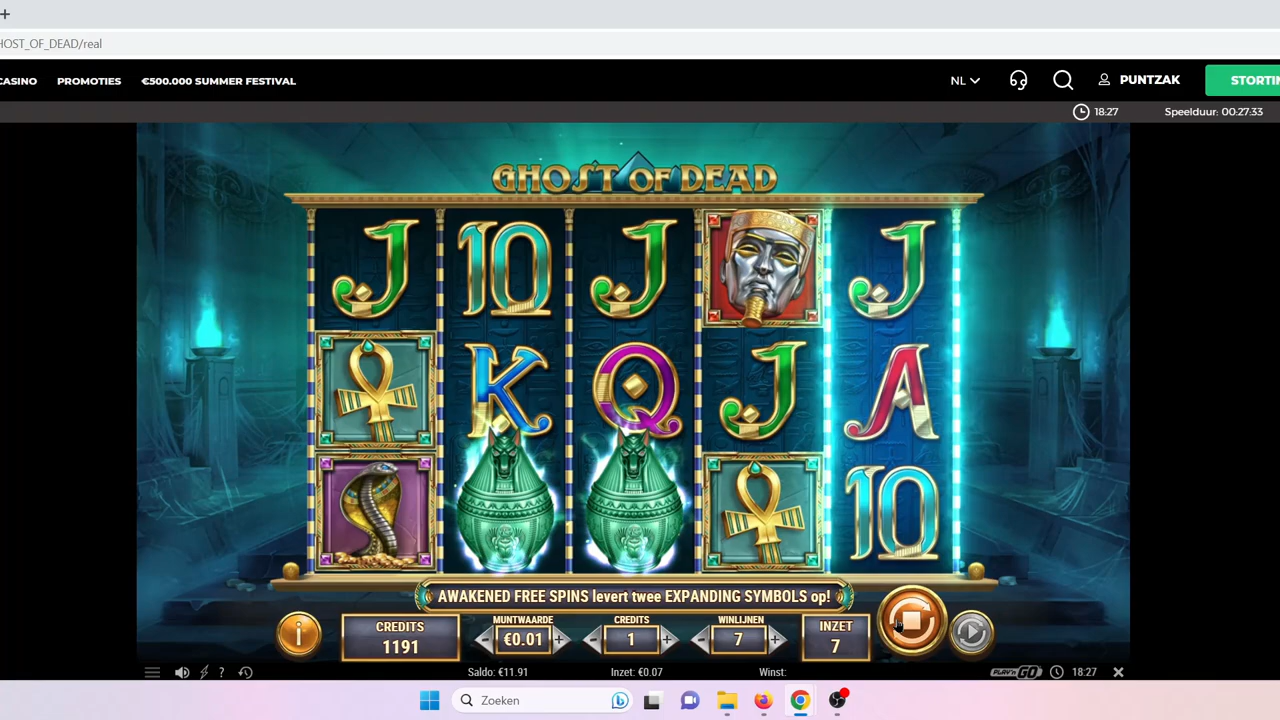 HOST_OF_DEAD/real
CASINO PROMOTIES €500.000 SUMMER FESTIVAL NL PUNTZAK STORTIN
18:27 Speelduur: 00:27:33
GHOST OF DEAD
J 10 J J
K Q J A
10
AWAKENED FREE SPINS levert twee EXPANDING SYMBOLS op!
CREDITS MUNTWAARDE CREDITS WINLIJNEN INZET
1191 - €0.01 + - 1 + - 7 + 7
Saldo: €11.91 Inzet: €0.07 Winst: PLAY'N GO 18:27
Zoeken